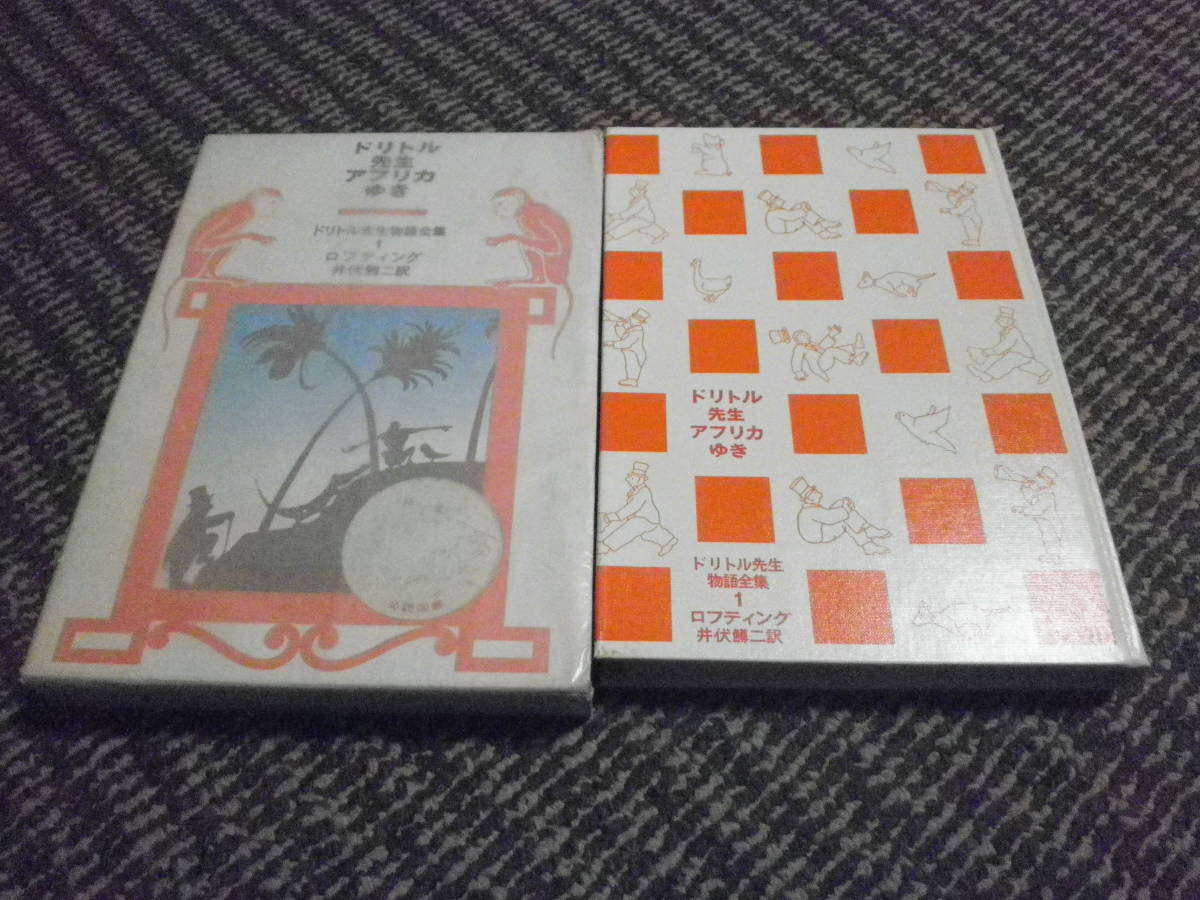 ドリトル
先生
アフリカ
ゆき
ドリトル先生物語全集
1
ロフティング
井伏鱒二訳
ドリトル
先生
アフリカ
ゆき
ドリトル先生
物語全集
1
ロフティング
井伏鱒二訳